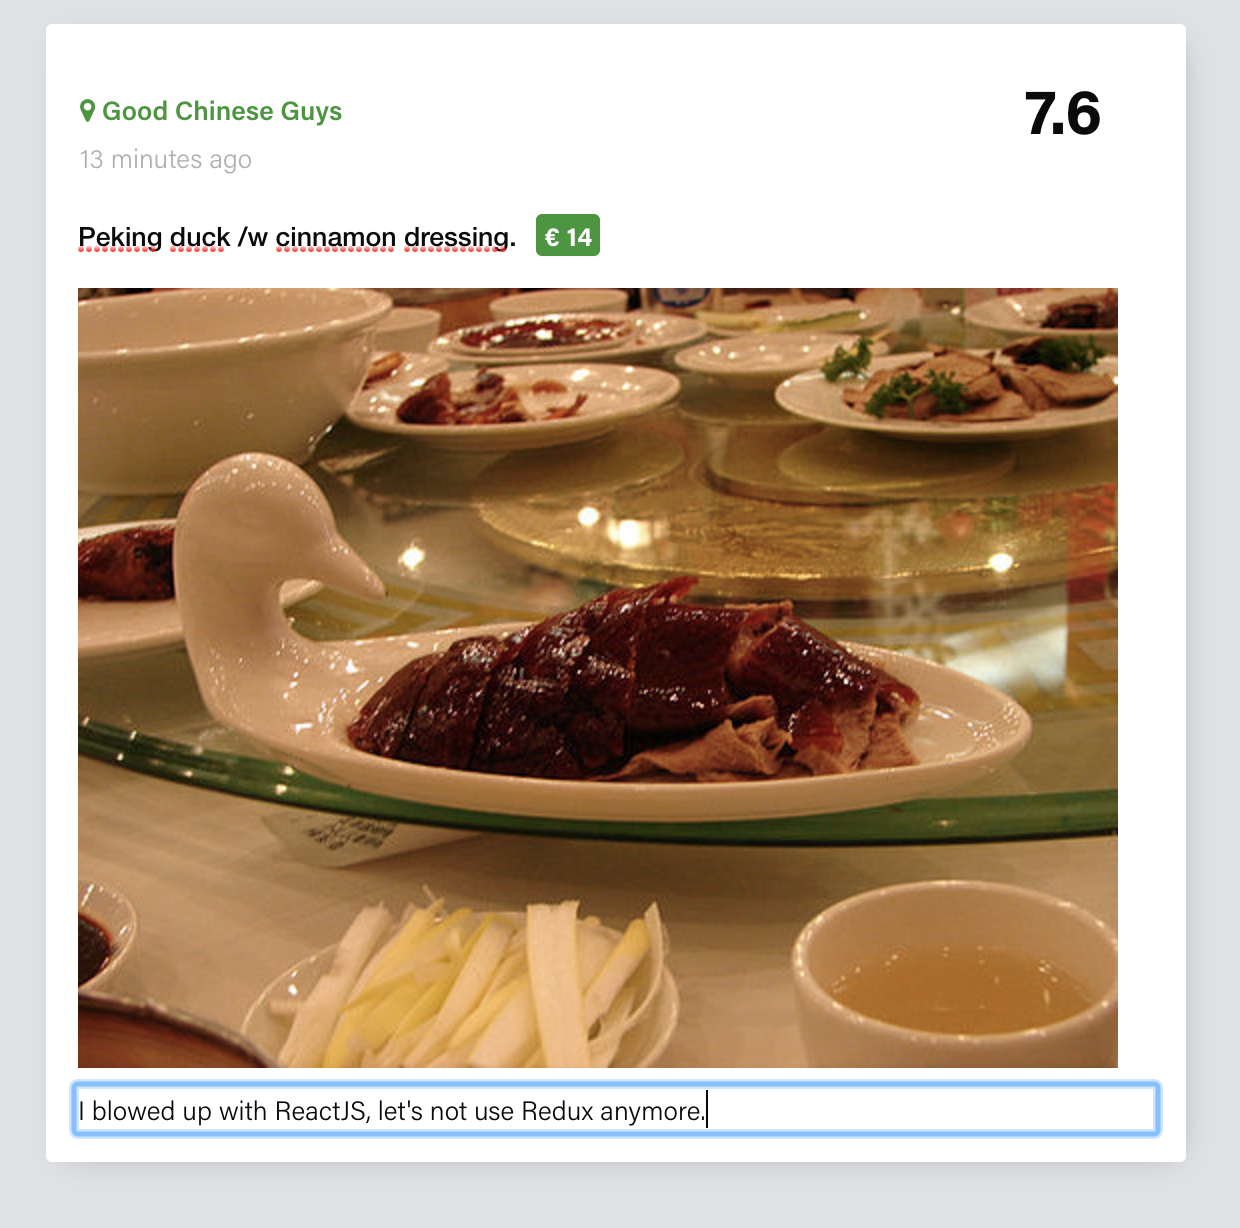 Good Chinese Guys
7.6
13 minutes ago
Peking duck /w cinnamon dressing.
€ 14
I blowed up with ReactJS, let's not use Redux anymore.